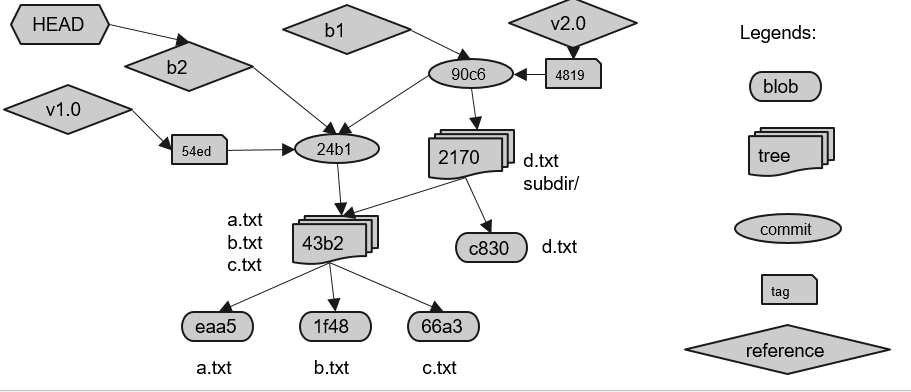 HEAD
b1
v2.0
Legends:
b2
90c6
4819
blob
v1.0
54ed
24b1
2170
d.txt
subdir/
tree
a.txt
b.txt
c.txt
43b2
c830
d.txt
commit
tag
eaa5
1f48
66a3
reference
a.txt
b.txt
c.txt